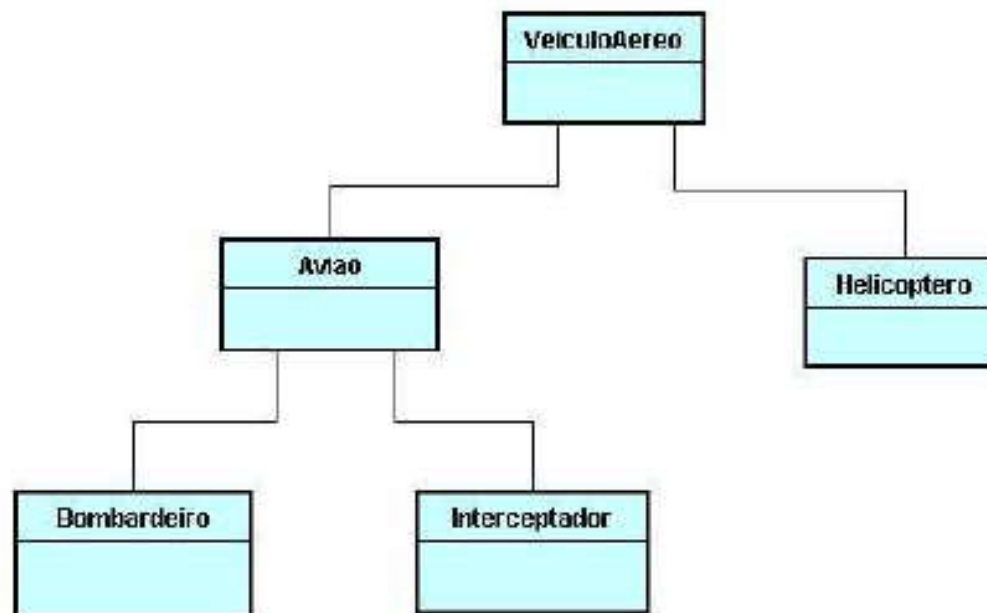 VeiculoAereo
Aviao
Helicoptero
Bombardeiro
Interceptador